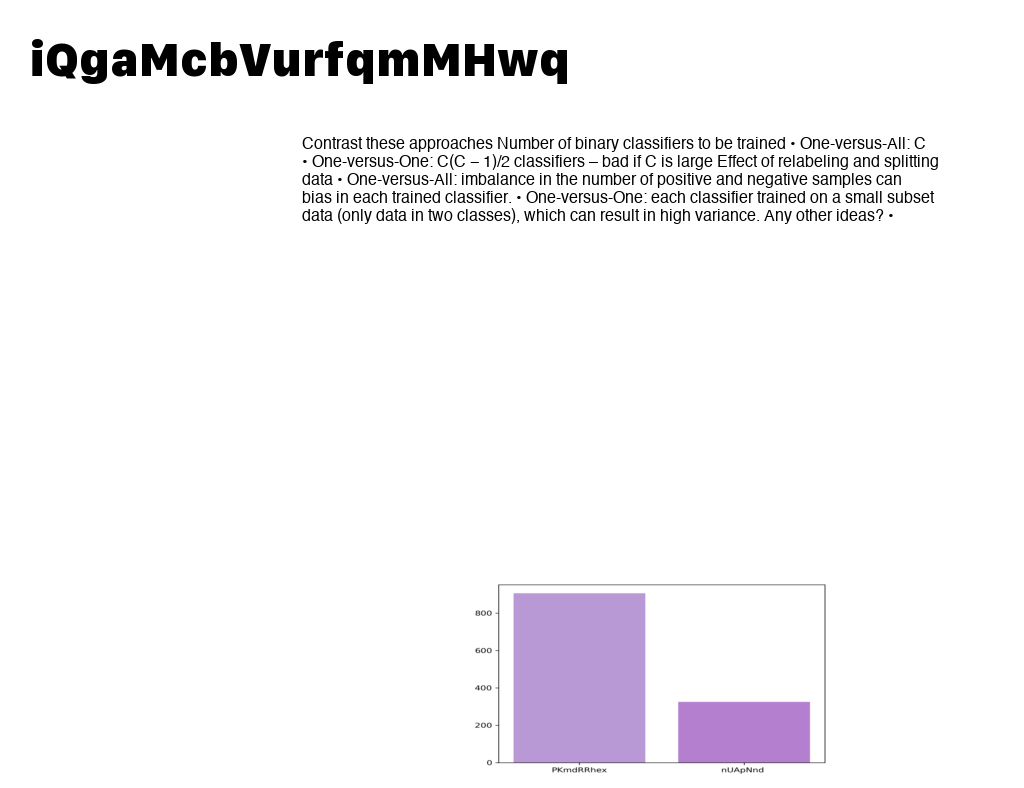 iQgaMcbVurfqmMHwq
Contrast these approaches Number of binary classifiers to be trained • One-versus-All: C
• One-versus-One: C(C – 1)/2 classifiers – bad if C is large Effect of relabeling and splitting
data • One-versus-All: imbalance in the number of positive and negative samples can
bias in each trained classifier. • One-versus-One: each classifier trained on a small subset
data (only data in two classes), which can result in high variance. Any other ideas? •
800
600
400
200
0
PKmdRRhex nUApNnd